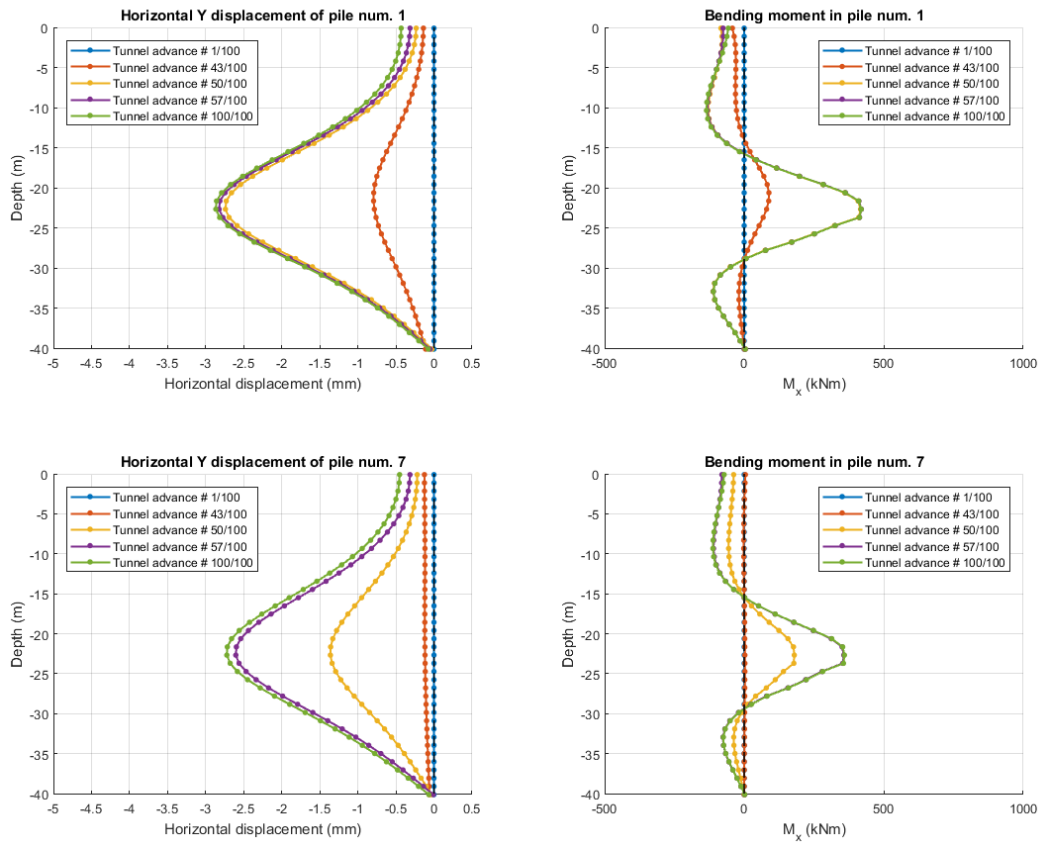 Horizontal Y displacement of pile num. 1
0
-5
-10
-15
-20
-25
-30
-35
-40
Depth (m)
Tunnel advance # 1/100
Tunnel advance # 43/100
Tunnel advance # 50/100
Tunnel advance # 57/100
Tunnel advance # 100/100
-5 -4.5 -4 -3.5 -3 -2.5 -2 -1.5 -1 -0.5 0 0.5
Horizontal displacement (mm)
Bending moment in pile num. 1
0
-5
-10
-15
-20
-25
-30
-35
-40
Depth (m)
Tunnel advance # 1/100
Tunnel advance # 43/100
Tunnel advance # 50/100
Tunnel advance # 57/100
Tunnel advance # 100/100
-500 0 500 1000
M_x (kNm)
Horizontal Y displacement of pile num. 7
0
-5
-10
-15
-20
-25
-30
-35
-40
Depth (m)
Tunnel advance # 1/100
Tunnel advance # 43/100
Tunnel advance # 50/100
Tunnel advance # 57/100
Tunnel advance # 100/100
-5 -4.5 -4 -3.5 -3 -2.5 -2 -1.5 -1 -0.5 0 0.5
Horizontal displacement (mm)
Bending moment in pile num. 7
0
-5
-10
-15
-20
-25
-30
-35
-40
Depth (m)
Tunnel advance # 1/100
Tunnel advance # 43/100
Tunnel advance # 50/100
Tunnel advance # 57/100
Tunnel advance # 100/100
-500 0 500 1000
M_x (kNm)